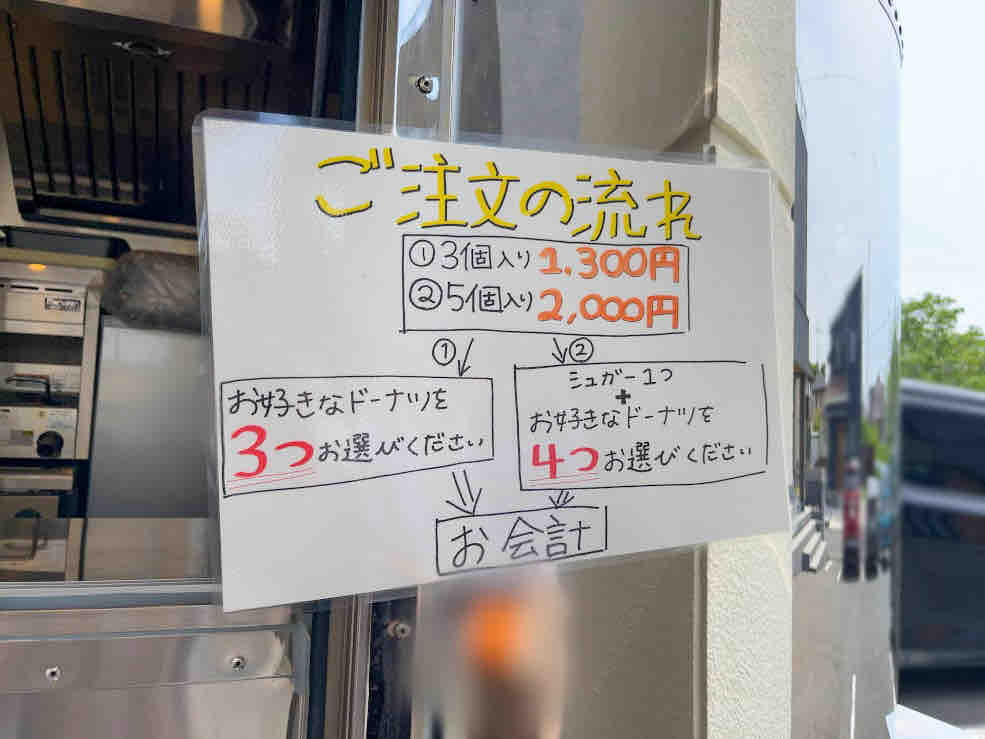 ご注文の流れ
①3個入り 1,300円
②5個入り 2,000円
①
②
お好きなドーナツを
3つお選びください
シュガー1つ
+
お好きなドーナツを
4つお選びください
お会計